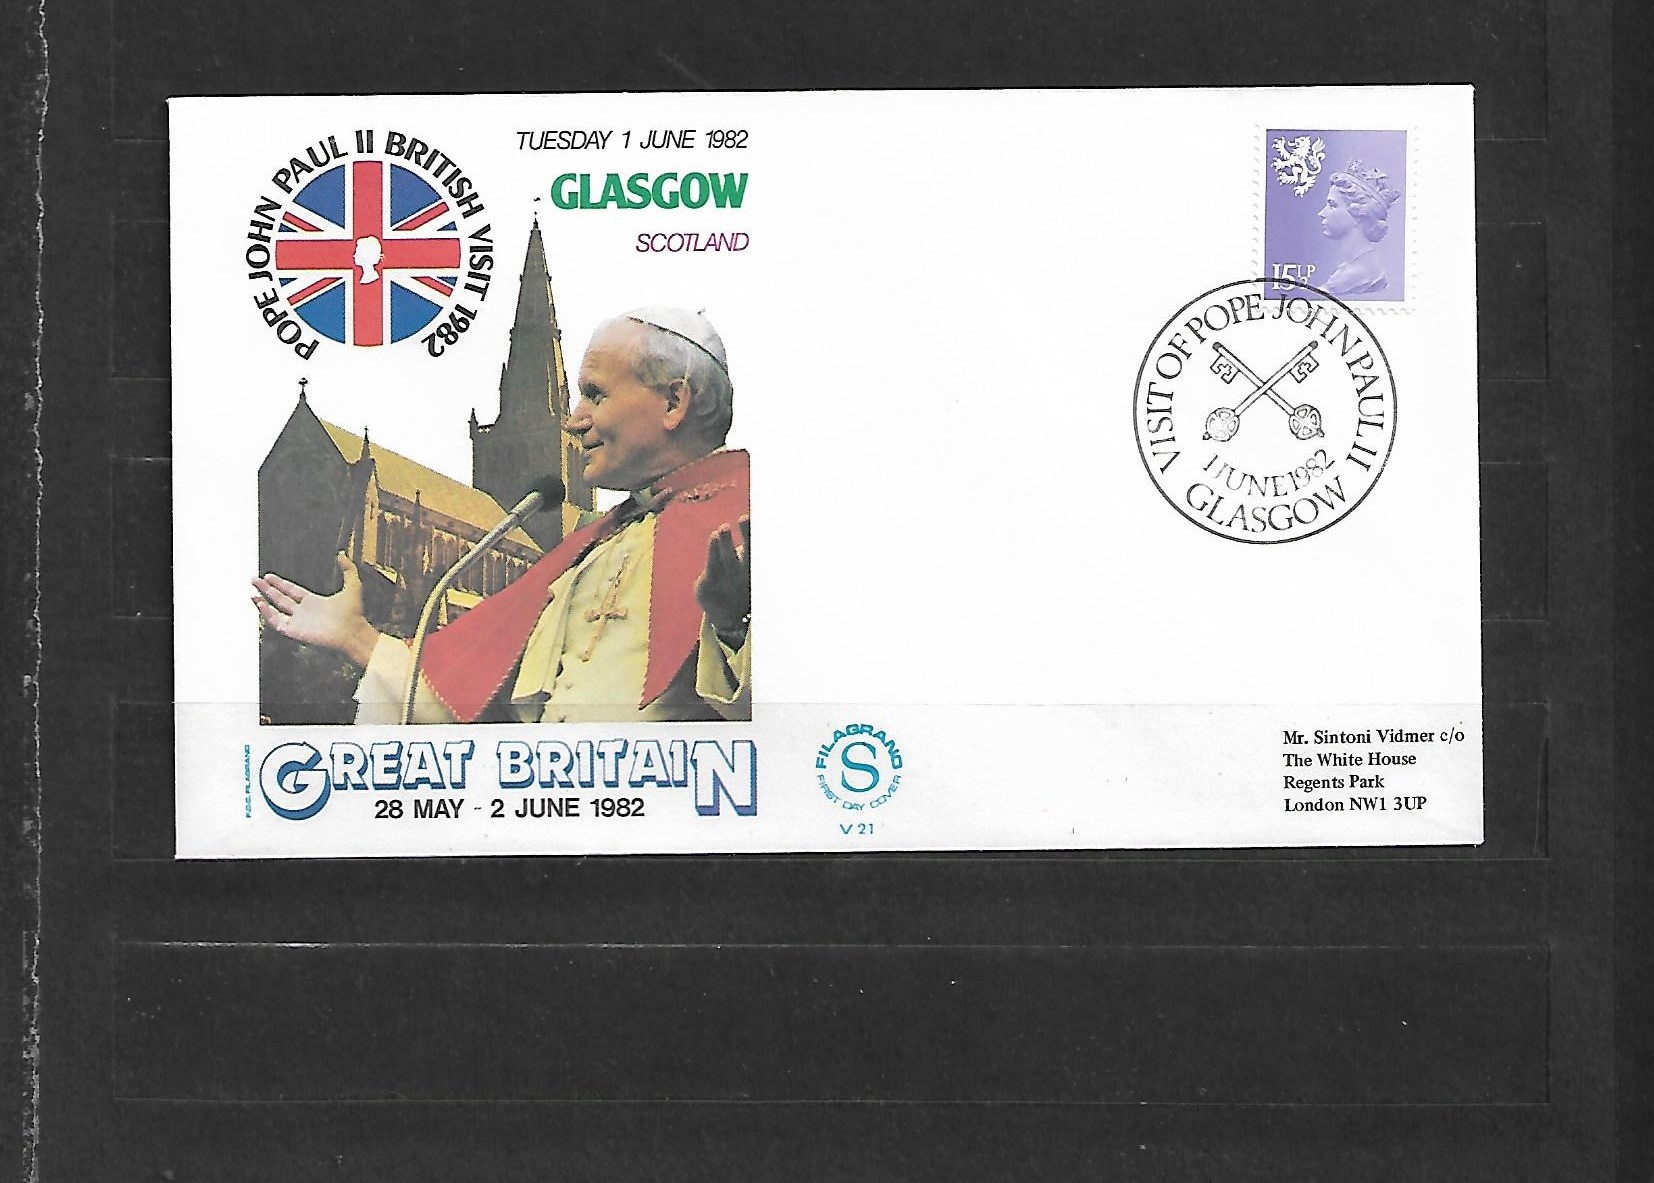 POPE JOHN PAUL II BRITISH VISIT 1982
TUESDAY 1 JUNE 1982
GLASGOW
SCOTLAND
15½P
VISIT OF POPE JOHN PAUL II
1 JUNE 1982
GLASGOW
GREAT BRITAIN
28 MAY - 2 JUNE 1982
F.D.C. FILAGRANO
FILAGRANO
S
FIRST DAY COVER
V 21
Mr. Sintoni Vidmer c/o
The White House
Regents Park
London NW1 3UP